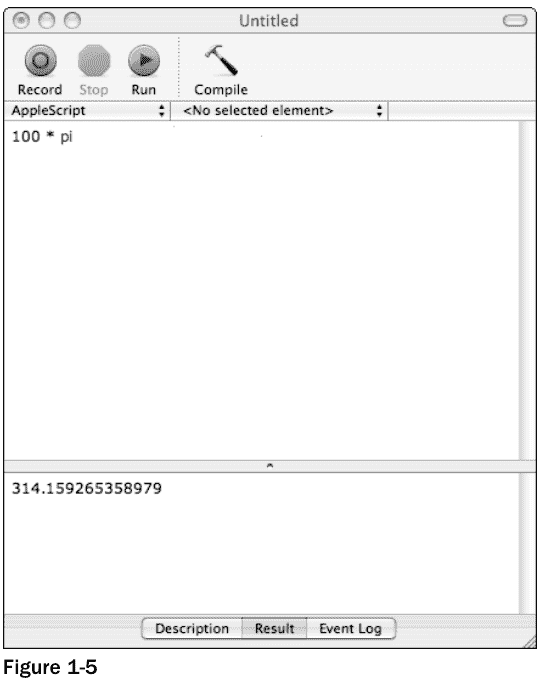 Untitled
Record Stop Run Compile
AppleScript <No selected element>
100 * pi
314.159265358979
Description Result Event Log
Figure 1-5